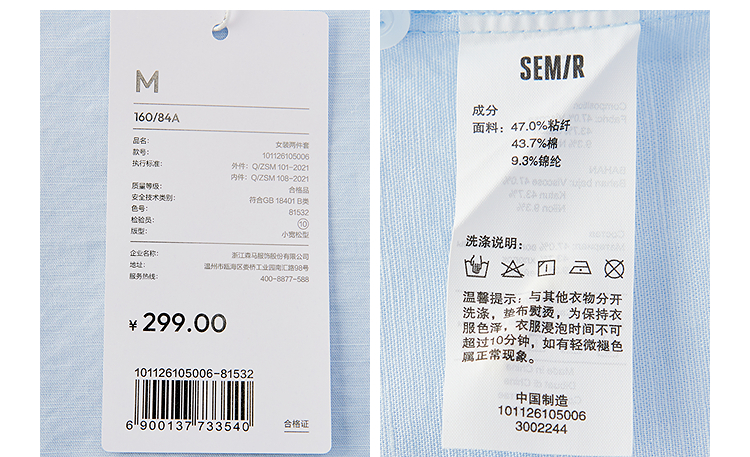 M
160/84A
品名： 女装两件套
款号： 101126105006
执行标准： 外件：Q/ZSM 101-2021
内件：Q/ZSM 108-2021
质量等级： 合格品
安全技术类别： 符合GB 18401 B类
色号： 81532
检验员： 10
版型： 小宽松型
企业名称： 浙江森马服饰股份有限公司
地址： 温州市瓯海区娄桥工业园南汇路98号
服务热线： 400-8877-588
¥ 299.00
101126105006-81532
6 900137 733540
合格证
SEM/R
成分
面料：47.0%粘纤
43.7%棉
9.3%锦纶
洗涤说明：
温馨提示：与其他衣物分开
洗涤，垫布熨烫，为保持衣
服色泽，衣服浸泡时间不可
超过10分钟，如有轻微褪色
属正常现象。
中国制造
101126105006
3002244